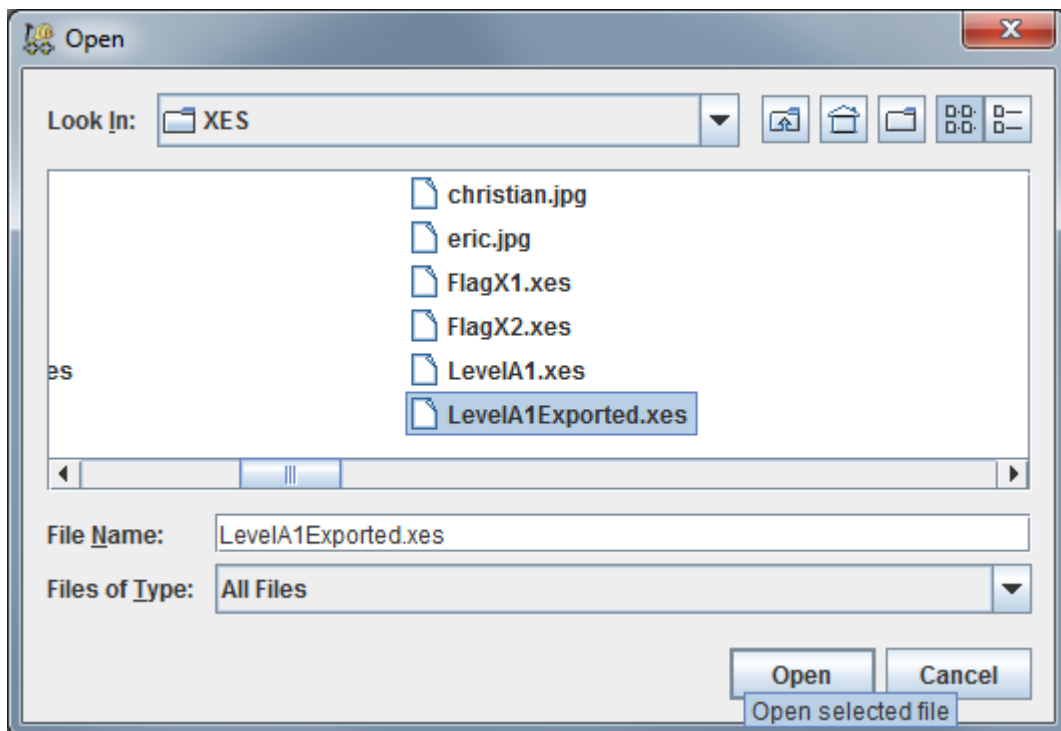 Open
Look In: XES
christian.jpg
eric.jpg
FlagX1.xes
FlagX2.xes
es LevelA1.xes
LevelA1Exported.xes
File Name: LevelA1Exported.xes
Files of Type: All Files
Open Cancel
Open selected file